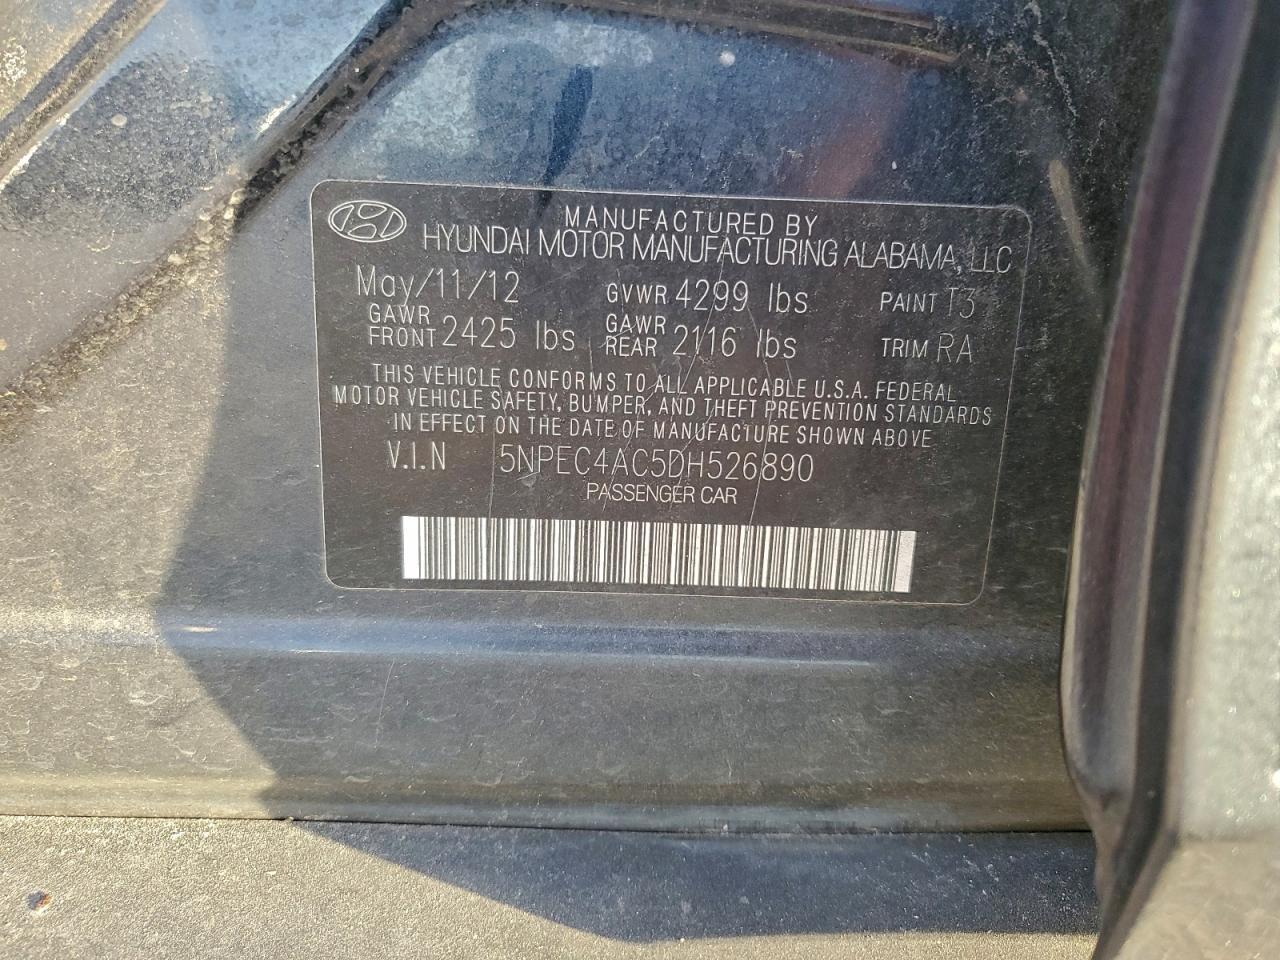 MANUFACTURED BY
HYUNDAI MOTOR MANUFACTURING ALABAMA, LLC
May/11/12 GVWR 4299 lbs PAINT T3
GAWR FRONT 2425 lbs GAWR REAR 2116 lbs TRIM RA
THIS VEHICLE CONFORMS TO ALL APPLICABLE U.S.A. FEDERAL
MOTOR VEHICLE SAFETY, BUMPER, AND THEFT PREVENTION STANDARDS
IN EFFECT ON THE DATE OF MANUFACTURE SHOWN ABOVE
V.I.N 5NPEC4AC5DH526890
PASSENGER CAR